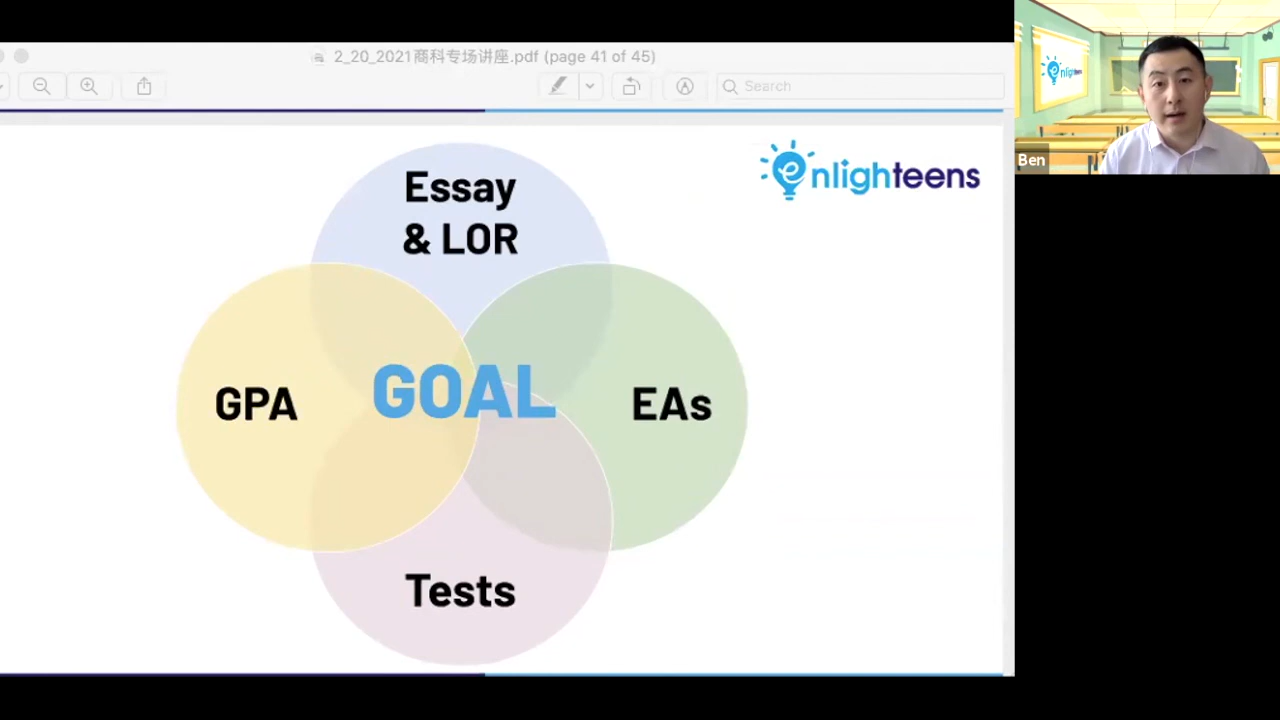 2_20_2021商科专场讲座.pdf (page 41 of 45)
Search
enlighteens
Ben
enlighteens
Essay
& LOR
GPA
GOAL
EAs
Tests